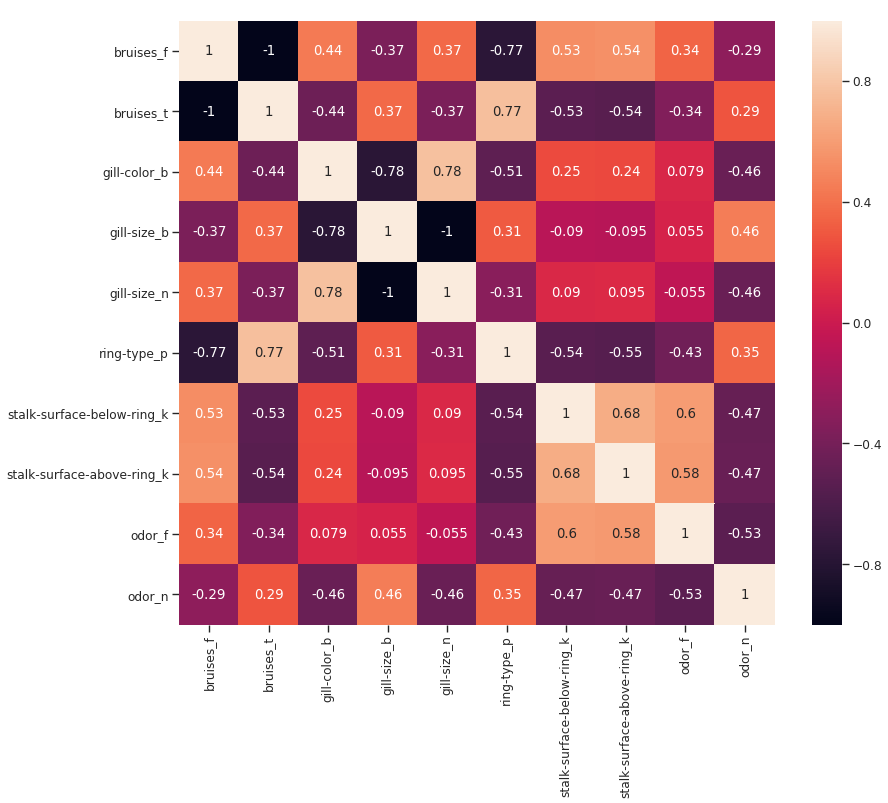 bruises_f 1 -1 0.44 -0.37 0.37 -0.77 0.53 0.54 0.34 -0.29
0.8
bruises_t -1 1 -0.44 0.37 -0.37 0.77 -0.53 -0.54 -0.34 0.29
gill-color_b 0.44 -0.44 1 -0.78 0.78 -0.51 0.25 0.24 0.079 -0.46
0.4
gill-size_b -0.37 0.37 -0.78 1 -1 0.31 -0.09 -0.095 0.055 0.46
gill-size_n 0.37 -0.37 0.78 -1 1 -0.31 0.09 0.095 -0.055 -0.46
0.0
ring-type_p -0.77 0.77 -0.51 0.31 -0.31 1 -0.54 -0.55 -0.43 0.35
stalk-surface-below-ring_k 0.53 -0.53 0.25 -0.09 0.09 -0.54 1 0.68 0.6 -0.47
−0.4
stalk-surface-above-ring_k 0.54 -0.54 0.24 -0.095 0.095 -0.55 0.68 1 0.58 -0.47
odor_f 0.34 -0.34 0.079 0.055 -0.055 -0.43 0.6 0.58 1 -0.53
−0.8
odor_n -0.29 0.29 -0.46 0.46 -0.46 0.35 -0.47 -0.47 -0.53 1
bruises_f
bruises_t
gill-color_b
gill-size_b
gill-size_n
ring-type_p
stalk-surface-below-ring_k
stalk-surface-above-ring_k
odor_f
odor_n